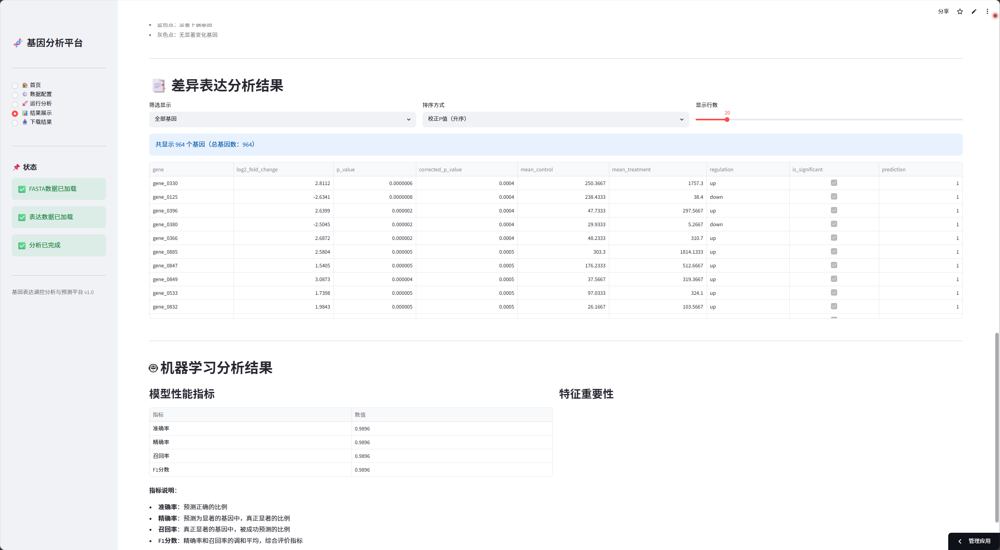 分享
基因分析平台
首页
数据配置
运行分析
结果展示
下载结果
状态
FASTA数据已加载
表达数据已加载
分析已完成
基因表达调控分析与预测平台 v1.0
蓝色点：显著下调基因
灰色点：无显著变化基因
差异表达分析结果
筛选显示 排序方式 显示行数
全部基因 校正P值（升序） 20
共显示 964 个基因（总基因数：964）
gene log2_fold_change p_value corrected_p_value mean_control mean_treatment regulation is_significant prediction
gene_0330 2.8112 0.0000006 0.0004 250.3667 1757.3 up 1
gene_0125 -2.6341 0.0000008 0.0004 238.4333 38.4 down 1
gene_0396 2.6399 0.000002 0.0004 47.7333 297.5667 up 1
gene_0380 -2.5045 0.000002 0.0004 29.9333 5.2667 down 1
gene_0366 2.6872 0.000002 0.0004 48.2333 310.7 up 1
gene_0885 2.5804 0.000005 0.0005 303.3 1814.1333 up 1
gene_0847 1.5405 0.000005 0.0005 176.2333 512.6667 up 1
gene_0849 3.0873 0.000004 0.0005 37.5667 319.3667 up 1
gene_0533 1.7398 0.000005 0.0005 97.0333 324.1 up 1
gene_0832 1.9843 0.000005 0.0005 26.1667 103.5667 up 1
机器学习分析结果
模型性能指标
指标 数值
准确率 0.9896
精确率 0.9896
召回率 0.9896
F1分数 0.9896
指标说明：
准确率：预测正确的比例
精确率：预测为显著的基因中，真正显著的比例
召回率：真正显著的基因中，被成功预测的比例
F1分数：精确率和召回率的调和平均，综合评价指标
特征重要性
管理应用